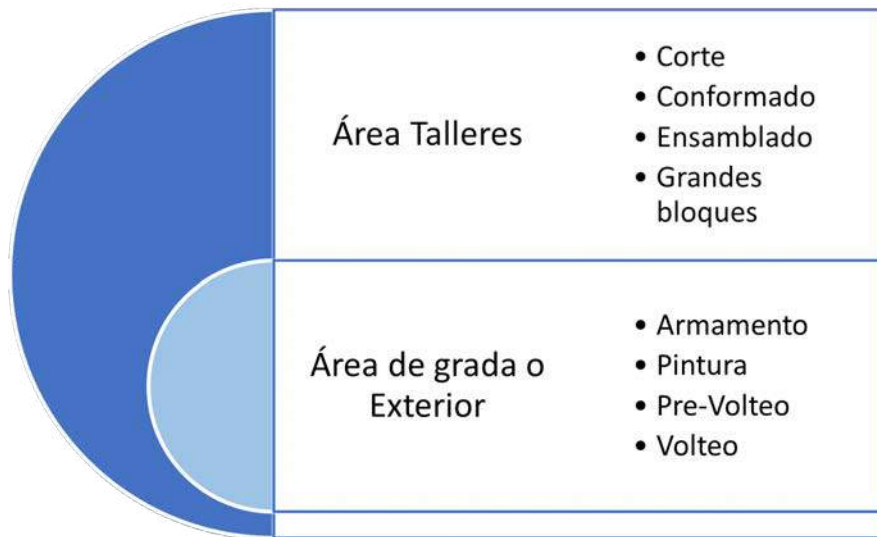 Área Talleres
• Corte
• Conformado
• Ensamblado
• Grandes
bloques
Área de grada o
Exterior
• Armamento
• Pintura
• Pre-Volteo
• Volteo